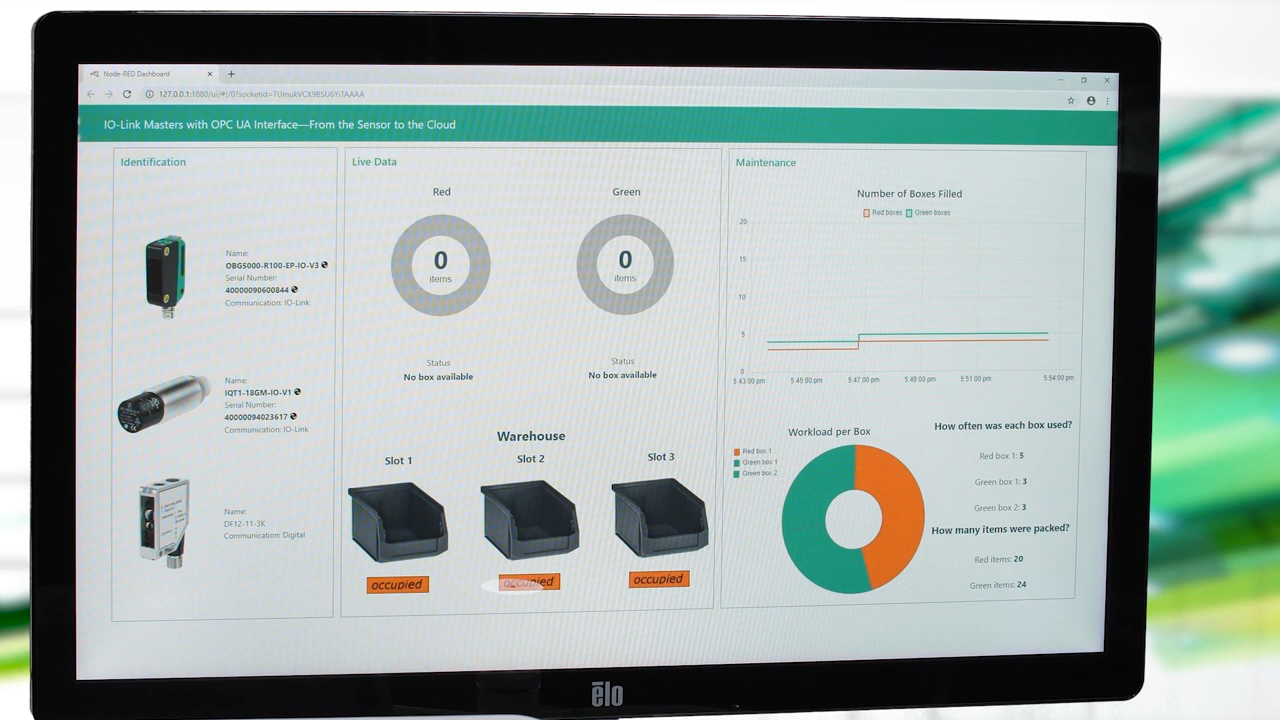 Node-RED Dashboard
127.0.0.1:1880/ui/#!/0?socketid=TUmukVCX9B5U6YiTAAAA
IO-Link Masters with OPC UA Interface—From the Sensor to the Cloud
Identification
Name:
OBG5000-R100-EP-IO-V3
Serial Number:
40000090600844
Communication: IO-Link
Name:
IQT1-18GM-IO-V1
Serial Number:
40000094023617
Communication: IO-Link
Name:
DF12-11-3K
Communication: Digital
Live Data
Red
0
items
Status
No box available
Green
0
items
Status
No box available
Warehouse
Slot 1
Slot 2
Slot 3
occupied
occupied
occupied
Maintenance
Number of Boxes Filled
Red boxes
Green boxes
20
15
10
5
0
5:43:00 pm
5:45:00 pm
5:47:00 pm
5:49:00 pm
5:51:00 pm
5:54:00 pm
Workload per Box
Red box 1
Green box 1
Green box 2
How often was each box used?
Red box 1: 5
Green box 1: 3
Green box 2: 3
How many items were packed?
Red items: 20
Green items: 24
elo